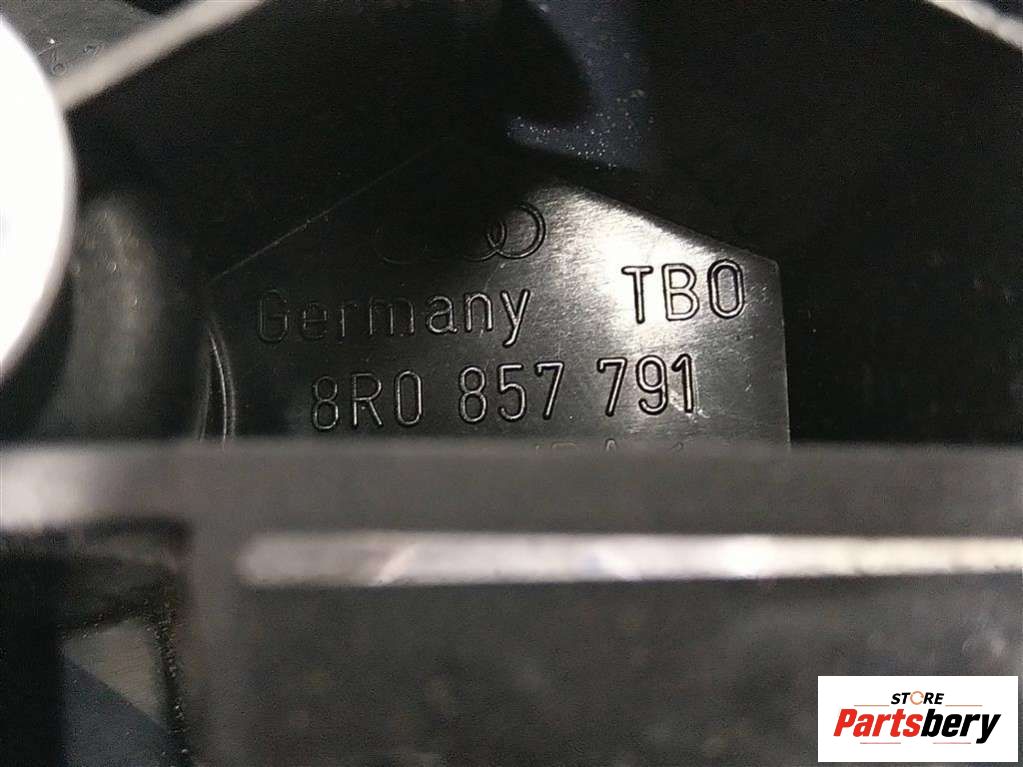 Germany TBO
8R0 857 791
STORE
Partsbery